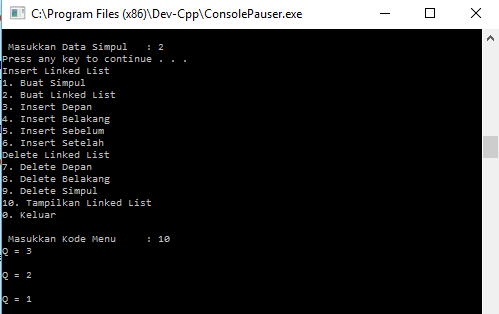 C:\Program Files (x86)\Dev-Cpp\ConsolePauser.exe
Masukkan Data Simpul : 2
Press any key to continue . . .
Insert Linked List
1. Buat Simpul
2. Buat Linked List
3. Insert Depan
4. Insert Belakang
5. Insert Sebelum
6. Insert Setelah
Delete Linked List
7. Delete Depan
8. Delete Belakang
9. Delete Simpul
10. Tampilkan Linked List
0. Keluar
Masukkan Kode Menu : 10
Q = 3
Q = 2
Q = 1